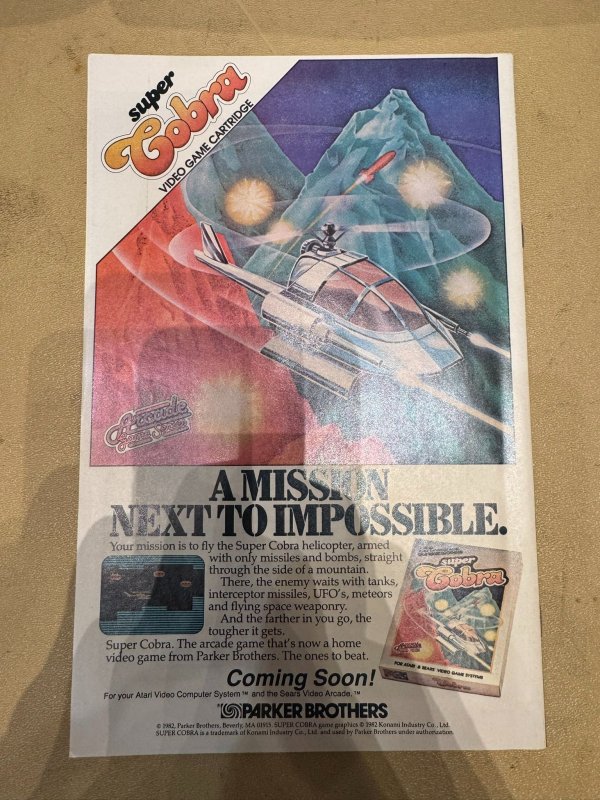 super
Cobra
VIDEO GAME CARTRIDGE
Arcade
A MISSION
NEXT TO IMPOSSIBLE.
Your mission is to fly the Super Cobra helicopter, armed
with only missiles and bombs, straight
through the side of a mountain.
There, the enemy waits with tanks,
interceptor missiles, UFO's, meteors
and flying space weaponry.
And the farther in you go, the
tougher it gets.
Super Cobra. The arcade game that's now a home
video game from Parker Brothers. The ones to beat.
super
Cobra
FOR ATARI & SEARS VIDEO GAME SYSTEMS
Coming Soon!
For your Atari Video Computer System™ and the Sears Video Arcade.™
PARKER BROTHERS
© 1982, Parker Brothers, Beverly, MA 01915 SUPER COBRA game graphics © 1982 Konami Industry Co., Ltd.
SUPER COBRA is a trademark of Konami Industry Co., Ltd. and used by Parker Brothers under authorization.